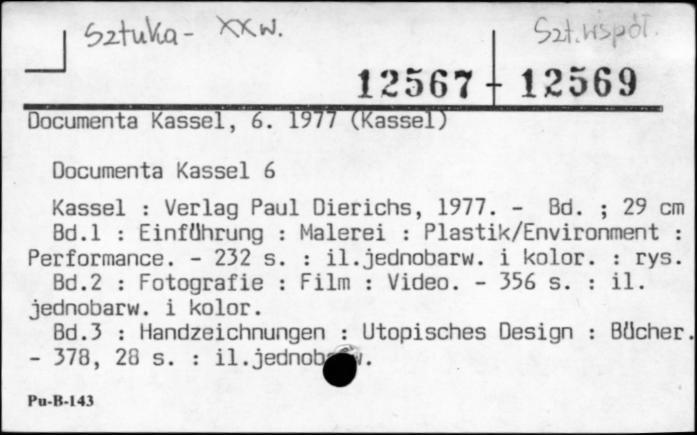 Sztuka - XX w. Szt. współ.
12567 - 12569
Documenta Kassel, 6. 1977 (Kassel)
Documenta Kassel 6
Kassel : Verlag Paul Dierichs, 1977. - Bd. ; 29 cm
Bd.1 : Einführung : Malerei : Plastik/Environment :
Performance. - 232 s. : il.jednobarw. i kolor. : rys.
Bd.2 : Fotografie : Film : Video. - 356 s. : il.
jednobarw. i kolor.
Bd.3 : Handzeichnungen : Utopisches Design : Bücher.
- 378, 28 s. : il.jednobarw.
Pu-B-143